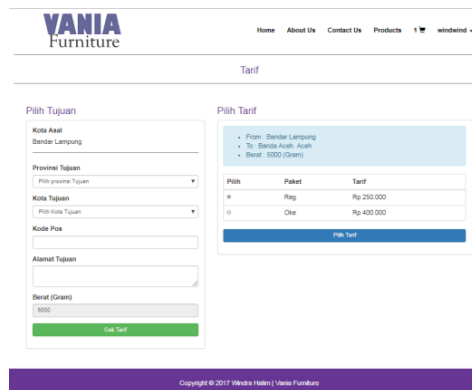 VANIA
Furniture
Home About Us Contact Us Products 1 windwind
Tarif
Pilih Tujuan
Kota Asal
Bandar Lampung
Provinsi Tujuan
Pilih provinsi Tujuan
Kota Tujuan
Pilih Kota Tujuan
Kode Pos
Alamat Tujuan
Berat (Gram)
5000
Cek Tarif
Pilih Tarif
From : Bandar Lampung
To : Banda Aceh, Aceh
Berat : 5000 (Gram)
Pilih Paket Tarif
Reg Rp 250.000
Oke Rp 400.000
Pilih Tarif
Copyright © 2017 Windra Halim | Vania Furniture